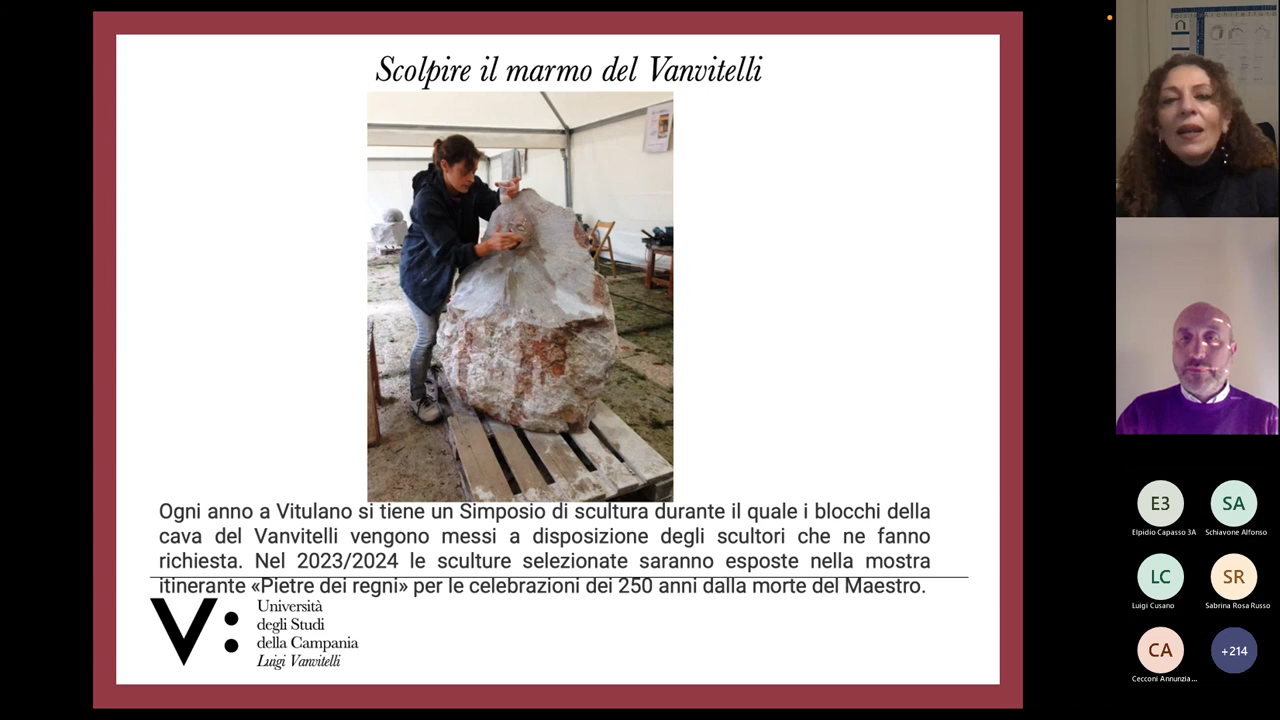 Scolpire il marmo del Vanvitelli
Ogni anno a Vitulano si tiene un Simposio di scultura durante il quale i blocchi della
cava del Vanvitelli vengono messi a disposizione degli scultori che ne fanno
richiesta. Nel 2023/2024 le sculture selezionate saranno esposte nella mostra
itinerante «Pietre dei regni» per le celebrazioni dei 250 anni dalla morte del Maestro.
V:
Università
degli Studi
della Campania
Luigi Vanvitelli
E3
Elpidio Capasso 3A
SA
Schiavone Alfonso
LC
Luigi Cusano
SR
Sabrina Rosa Russo
CA
Cecconi Annunzia...
+214